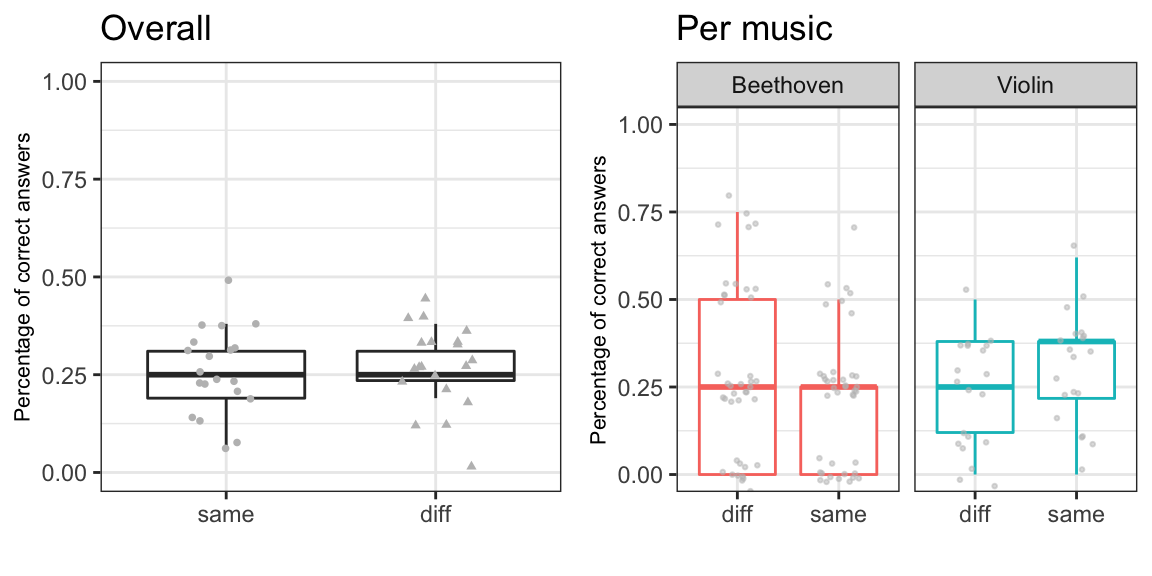 Overall
Percentage of correct answers
1.00
0.75
0.50
0.25
0.00
same diff
Per music
Beethoven Violin
Percentage of correct answers
1.00
0.75
0.50
0.25
0.00
diff same diff same